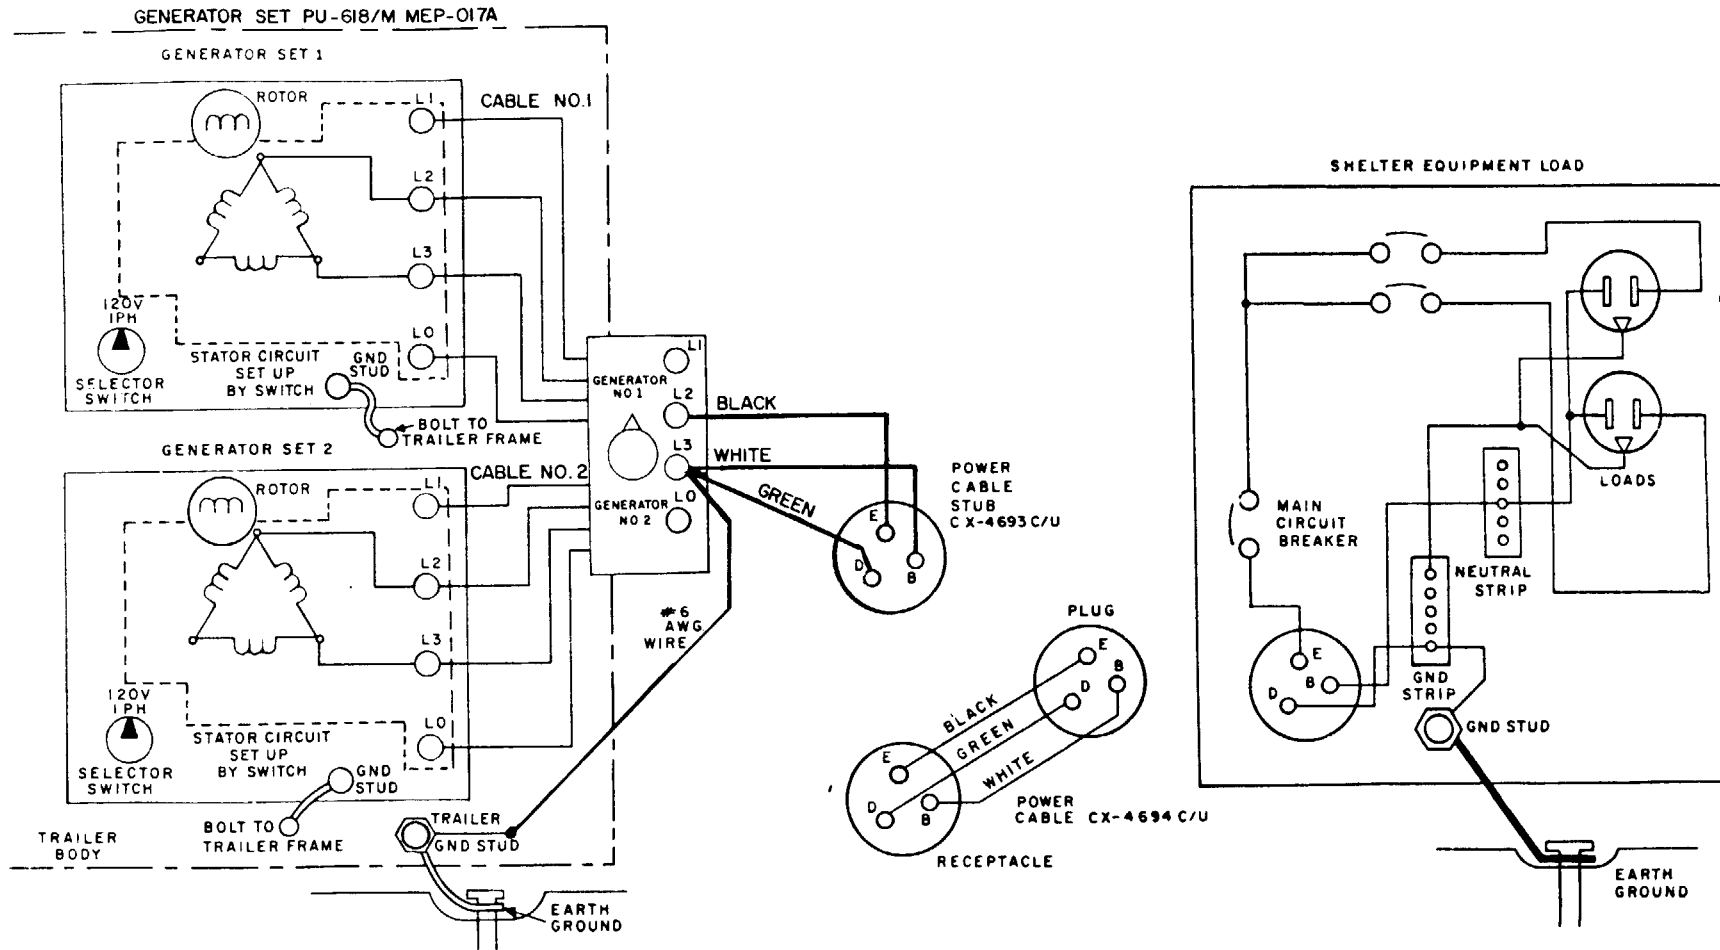 GENERATOR SET PU-618/M MEP-017A
GENERATOR SET 1
ROTOR
L1
CABLE NO.1
L2
L3
120V
1PH
L0
STATOR CIRCUIT
SET UP
BY SWITCH
GND
STUD
SELECTOR
SWITCH
BOLT TO
TRAILER FRAME
GENERATOR SET 2
ROTOR
L1
CABLE NO.2
L2
L3
120V
1PH
L0
STATOR CIRCUIT
SET UP
BY SWITCH
GND
STUD
SELECTOR
SWITCH
BOLT TO
TRAILER FRAME
TRAILER
BODY
TRAILER
GND STUD
EARTH
GROUND
L1
GENERATOR
NO 1
L2
L3
L0
GENERATOR
NO 2
BLACK
WHITE
GREEN
#6
AWG
WIRE
E
D
B
POWER
CABLE
STUB
CX-4693C/U
PLUG
E
D
B
BLACK
GREEN
WHITE
E
D
B
POWER
CABLE CX-4694C/U
RECEPTACLE
SHELTER EQUIPMENT LOAD
LOADS
MAIN
CIRCUIT
BREAKER
NEUTRAL
STRIP
E
B
D
GND
STRIP
GND STUD
EARTH
GROUND